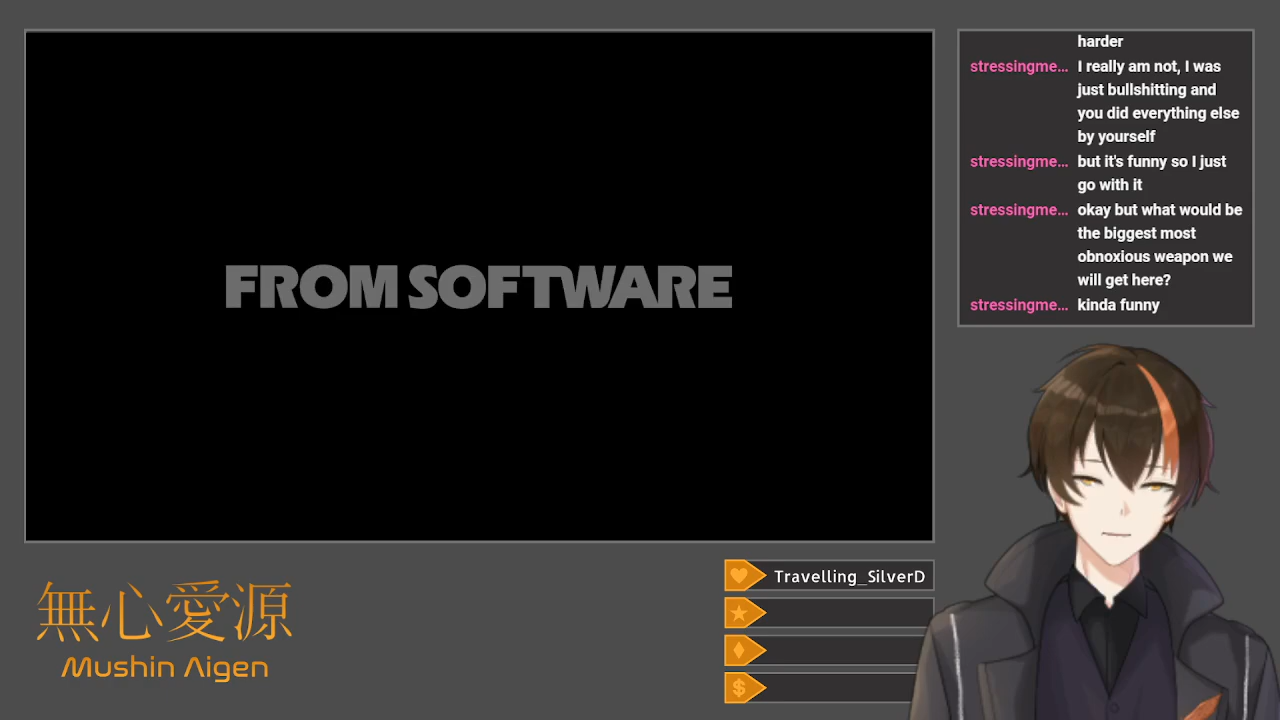 FROM SOFTWARE
harder
stressingme... I really am not, I was
just bullshitting and
you did everything else
by yourself
stressingme... but it's funny so I just
go with it
stressingme... okay but what would be
the biggest most
obnoxious weapon we
will get here?
stressingme... kinda funny
Travelling_SilverD
$
無心愛源
Mushin Aigen